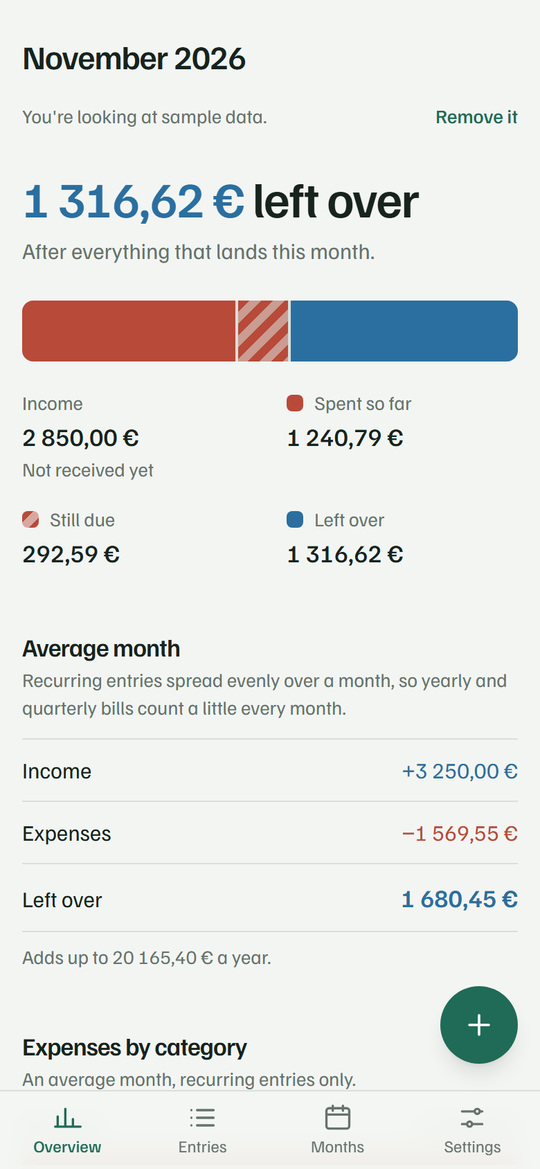 November 2026
You're looking at sample data.
Remove it
1 316,62 € left over
After everything that lands this month.
Income
2 850,00 €
Not received yet
Spent so far
1 240,79 €
Still due
292,59 €
Left over
1 316,62 €
Average month
Recurring entries spread evenly over a month, so yearly and
quarterly bills count a little every month.
Income
+3 250,00 €
Expenses
−1 569,55 €
Left over
1 680,45 €
Adds up to 20 165,40 € a year.
Expenses by category
An average month, recurring entries only.
Overview
Entries
Months
Settings